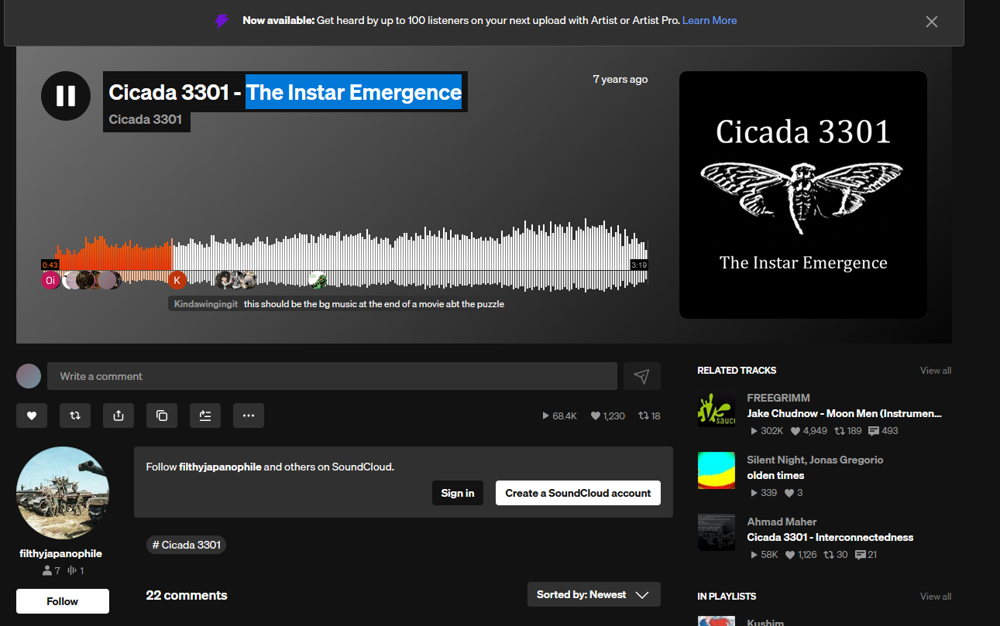 Now available: Get heard by up to 100 listeners on your next upload with Artist or Artist Pro. Learn More
Cicada 3301 - The Instar Emergence
Cicada 3301
7 years ago
Cicada 3301
The Instar Emergence
0:43
3:19
Oi
K
Kindawingingit this should be the bg music at the end of a movie abt the puzzle
Write a comment
68.4K 1,230 18
Follow filthyjapanophile and others on SoundCloud.
Sign in
Create a SoundCloud account
filthyjapanophile
7 1
Follow
# Cicada 3301
22 comments
Sorted by: Newest
RELATED TRACKS
View all
FREEGRIMM
Jake Chudnow - Moon Men (Instrumen...
302K 4,949 189 493
Silent Night, Jonas Gregorio
olden times
339 3
Ahmad Maher
Cicada 3301 - Interconnectedness
58K 1,126 30 21
IN PLAYLISTS
View all
Kushim